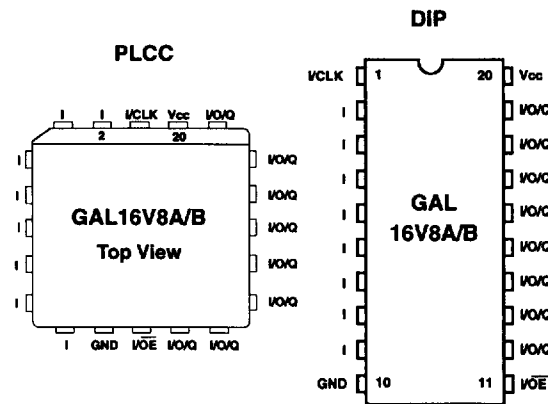 DIP
PLCC
I/CLK 1 20 Vcc
I I I/CLK Vcc I/O/Q
2 20
I I/O/Q
I I/O/Q
I I/O/Q
I I/O/Q
I I/O/Q
GAL16V8A/B
Top View
I GND I/OE I/O/Q I/O/Q
I I/O/Q
I I/O/Q
I I/O/Q
I I/O/Q
I I/O/Q
I I/O/Q
I I/O/Q
I I/O/Q
GAL
16V8A/B
GND 10 11 I/OE